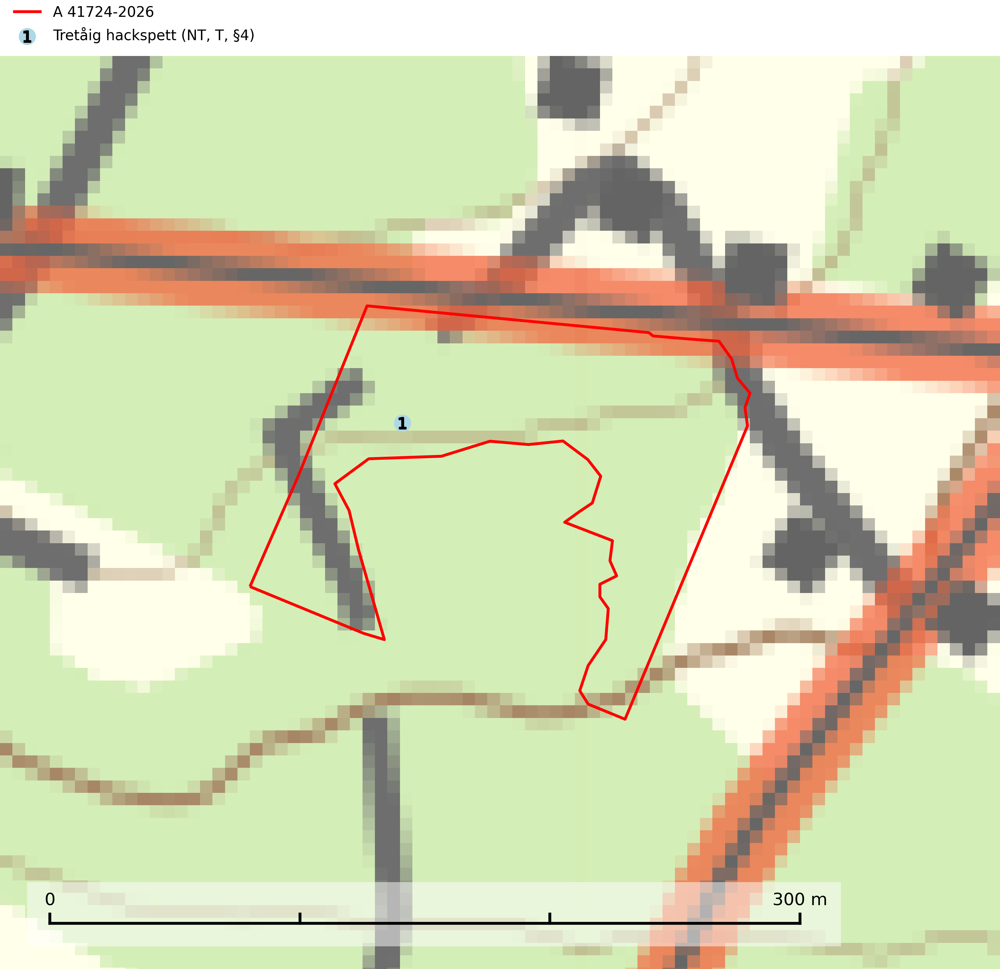 A 41724-2026
1 Tretåig hackspett (NT, T, §4)
1
0 300 m